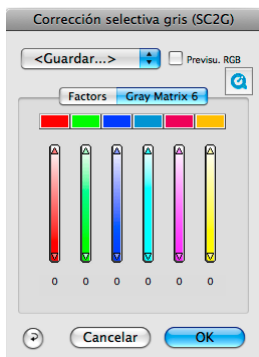 Corrección selectiva gris (SC2G)
<Guardar...> Previsu. RGB
Factors Gray Matrix 6
0 0 0 0 0 0
Cancelar OK